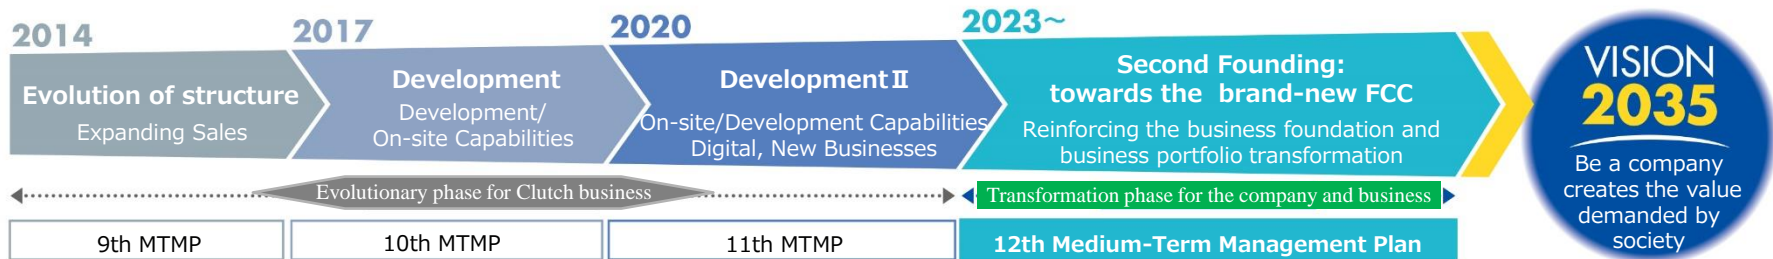 2014
Evolution of structure
Expanding Sales
2017
Development
Development/
On-site Capabilities
2020
Development Ⅱ
On-site/Development Capabilities
Digital, New Businesses
2023~
Second Founding:
towards the brand-new FCC
Reinforcing the business foundation and
business portfolio transformation
VISION
2035
Be a company
creates the value
demanded by
society
Evolutionary phase for Clutch business
Transformation phase for the company and business
9th MTMP
10th MTMP
11th MTMP
12th Medium-Term Management Plan